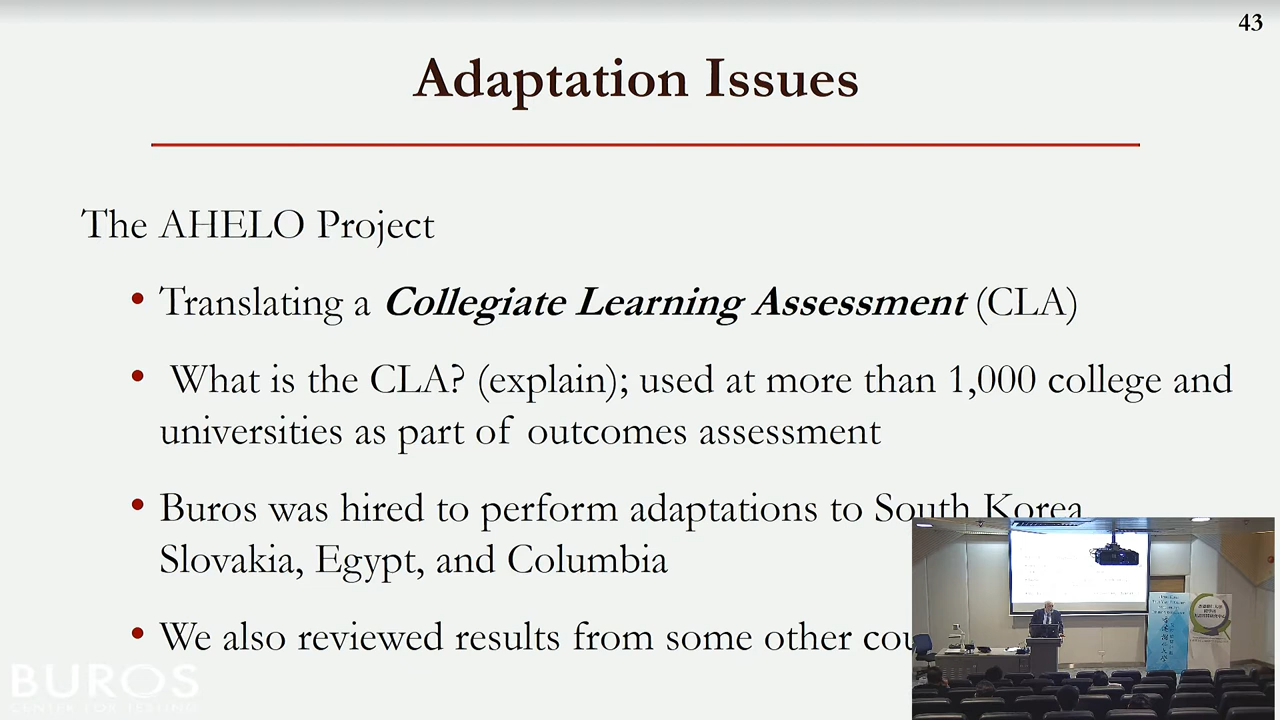 43
Adaptation Issues
The AHELO Project
• Translating a Collegiate Learning Assessment (CLA)
• What is the CLA? (explain); used at more than 1,000 college and
universities as part of outcomes assessment
• Buros was hired to perform adaptations to South Korea
Slovakia, Egypt, and Columbia
• We also reviewed results from some other
BUROS
CENTER FOR TESTING